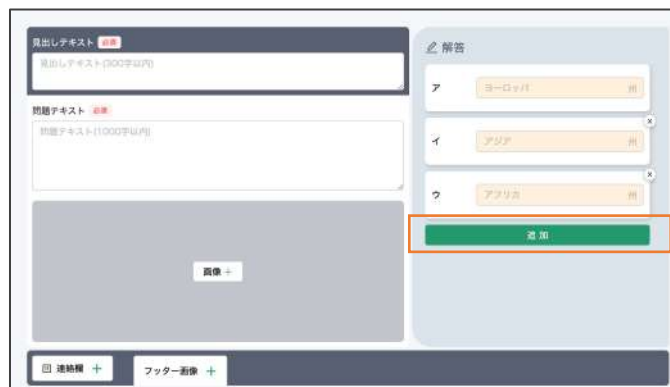 見出しテキスト 必須
見出しテキスト(300字以内)
問題テキスト 必須
問題テキスト(1000字以内)
画像 +
解答
ア ヨーロッパ 州
イ アジア 州
ウ アフリカ 州
追加
連絡欄 +
フッター画像 +